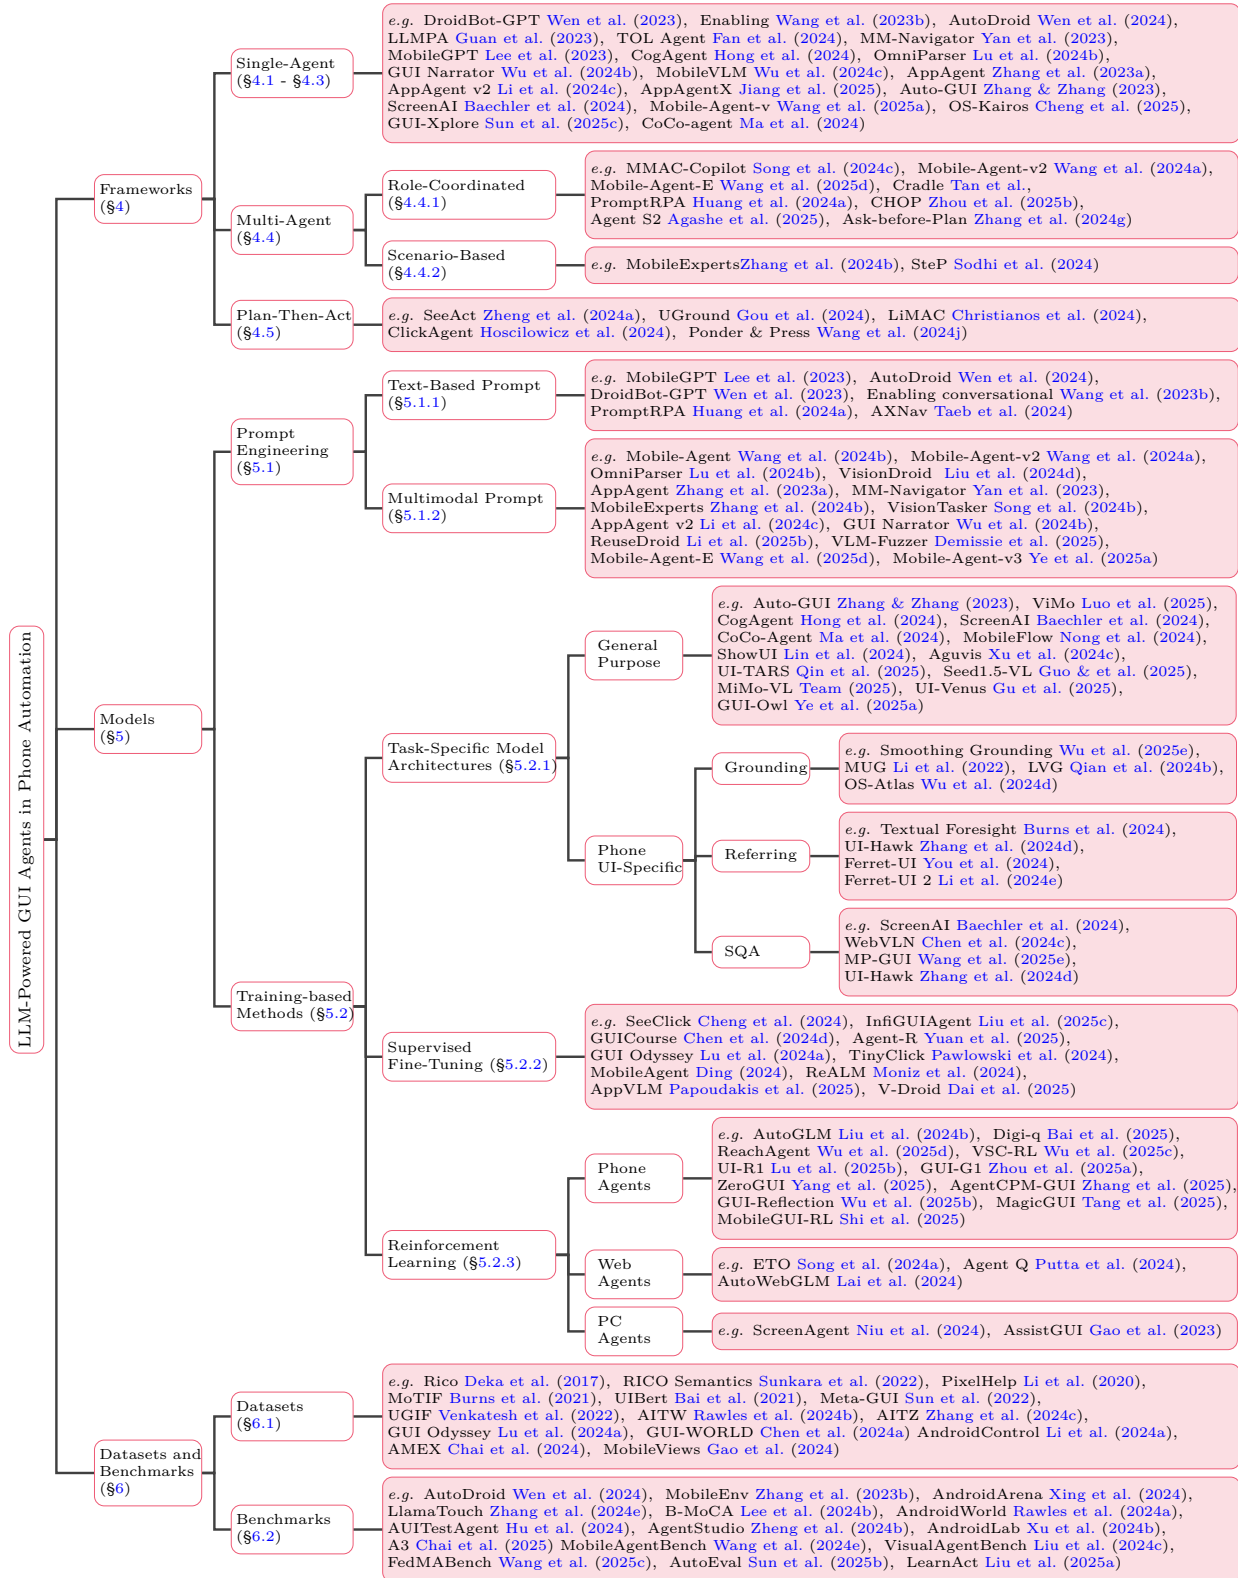 LLM-Powered GUI Agents in Phone Automation
Frameworks
(§4)
Single-Agent
(§4.1 - §4.3)
e.g. DroidBot-GPT Wen et al. (2023), Enabling Wang et al. (2023b), AutoDroid Wen et al. (2024),
LLMPA Guan et al. (2023), TOL Agent Fan et al. (2024), MM-Navigator Yan et al. (2023),
MobileGPT Lee et al. (2023), CogAgent Hong et al. (2024), OmniParser Lu et al. (2024b),
GUI Narrator Wu et al. (2024b), MobileVLM Wu et al. (2024c), AppAgent Zhang et al. (2023a),
AppAgent v2 Li et al. (2024c), AppAgentX Jiang et al. (2025), Auto-GUI Zhang & Zhang (2023),
ScreenAI Baechler et al. (2024), Mobile-Agent-v Wang et al. (2025a), OS-Kairos Cheng et al. (2025),
GUI-Xplore Sun et al. (2025c), CoCo-agent Ma et al. (2024)
Multi-Agent
(§4.4)
Role-Coordinated
(§4.4.1)
e.g. MMAC-Copilot Song et al. (2024c), Mobile-Agent-v2 Wang et al. (2024a),
Mobile-Agent-E Wang et al. (2025d), Cradle Tan et al.,
PromptRPA Huang et al. (2024a), CHOP Zhou et al. (2025b),
Agent S2 Agashe et al. (2025), Ask-before-Plan Zhang et al. (2024g)
Scenario-Based
(§4.4.2)
e.g. MobileExpertsZhang et al. (2024b), SteP Sodhi et al. (2024)
Plan-Then-Act
(§4.5)
e.g. SeeAct Zheng et al. (2024a), UGround Gou et al. (2024), LiMAC Christianos et al. (2024),
ClickAgent Hoscilowicz et al. (2024), Ponder & Press Wang et al. (2024j)
Models
(§5)
Prompt
Engineering
(§5.1)
Text-Based Prompt
(§5.1.1)
e.g. MobileGPT Lee et al. (2023), AutoDroid Wen et al. (2024),
DroidBot-GPT Wen et al. (2023), Enabling conversational Wang et al. (2023b),
PromptRPA Huang et al. (2024a), AXNav Taeb et al. (2024)
Multimodal Prompt
(§5.1.2)
e.g. Mobile-Agent Wang et al. (2024b), Mobile-Agent-v2 Wang et al. (2024a),
OmniParser Lu et al. (2024b), VisionDroid Liu et al. (2024d),
AppAgent Zhang et al. (2023a), MM-Navigator Yan et al. (2023),
MobileExperts Zhang et al. (2024b), VisionTasker Song et al. (2024b),
AppAgent v2 Li et al. (2024c), GUI Narrator Wu et al. (2024b),
ReuseDroid Li et al. (2025b), VLM-Fuzzer Demissie et al. (2025),
Mobile-Agent-E Wang et al. (2025d), Mobile-Agent-v3 Ye et al. (2025a)
Training-based
Methods (§5.2)
Task-Specific Model
Architectures (§5.2.1)
General
Purpose
e.g. Auto-GUI Zhang & Zhang (2023), ViMo Luo et al. (2025),
CogAgent Hong et al. (2024), ScreenAI Baechler et al. (2024),
CoCo-Agent Ma et al. (2024), MobileFlow Nong et al. (2024),
ShowUI Lin et al. (2024), Aguvis Xu et al. (2024c),
UI-TARS Qin et al. (2025), Seed1.5-VL Guo & et al. (2025),
MiMo-VL Team (2025), UI-Venus Gu et al. (2025),
GUI-Owl Ye et al. (2025a)
Phone
UI-Specific
Grounding
e.g. Smoothing Grounding Wu et al. (2025e),
MUG Li et al. (2022), LVG Qian et al. (2024b),
OS-Atlas Wu et al. (2024d)
Referring
e.g. Textual Foresight Burns et al. (2024),
UI-Hawk Zhang et al. (2024d),
Ferret-UI You et al. (2024),
Ferret-UI 2 Li et al. (2024e)
SQA
e.g. ScreenAI Baechler et al. (2024),
WebVLN Chen et al. (2024c),
MP-GUI Wang et al. (2025e),
UI-Hawk Zhang et al. (2024d)
Supervised
Fine-Tuning (§5.2.2)
e.g. SeeClick Cheng et al. (2024), InfiGUIAgent Liu et al. (2025c),
GUICourse Chen et al. (2024d), Agent-R Yuan et al. (2025),
GUI Odyssey Lu et al. (2024a), TinyClick Pawlowski et al. (2024),
MobileAgent Ding (2024), ReALM Moniz et al. (2024),
AppVLM Papoudakis et al. (2025), V-Droid Dai et al. (2025)
Reinforcement
Learning (§5.2.3)
Phone
Agents
e.g. AutoGLM Liu et al. (2024b), Digi-q Bai et al. (2025),
ReachAgent Wu et al. (2025d), VSC-RL Wu et al. (2025c),
UI-R1 Lu et al. (2025b), GUI-G1 Zhou et al. (2025a),
ZeroGUI Yang et al. (2025), AgentCPM-GUI Zhang et al. (2025),
GUI-Reflection Wu et al. (2025b), MagicGUI Tang et al. (2025),
MobileGUI-RL Shi et al. (2025)
Web
Agents
e.g. ETO Song et al. (2024a), Agent Q Putta et al. (2024),
AutoWebGLM Lai et al. (2024)
PC
Agents
e.g. ScreenAgent Niu et al. (2024), AssistGUI Gao et al. (2023)
Datasets and
Benchmarks
(§6)
Datasets
(§6.1)
e.g. Rico Deka et al. (2017), RICO Semantics Sunkara et al. (2022), PixelHelp Li et al. (2020),
MoTIF Burns et al. (2021), UIBert Bai et al. (2021), Meta-GUI Sun et al. (2022),
UGIF Venkatesh et al. (2022), AITW Rawles et al. (2024b), AITZ Zhang et al. (2024c),
GUI Odyssey Lu et al. (2024a), GUI-WORLD Chen et al. (2024a) AndroidControl Li et al. (2024a),
AMEX Chai et al. (2024), MobileViews Gao et al. (2024)
Benchmarks
(§6.2)
e.g. AutoDroid Wen et al. (2024), MobileEnv Zhang et al. (2023b), AndroidArena Xing et al. (2024),
LlamaTouch Zhang et al. (2024e), B-MoCA Lee et al. (2024b), AndroidWorld Rawles et al. (2024a),
AUITestAgent Hu et al. (2024), AgentStudio Zheng et al. (2024b), AndroidLab Xu et al. (2024b),
A3 Chai et al. (2025) MobileAgentBench Wang et al. (2024e), VisualAgentBench Liu et al. (2024c),
FedMABench Wang et al. (2025c), AutoEval Sun et al. (2025b), LearnAct Liu et al. (2025a)